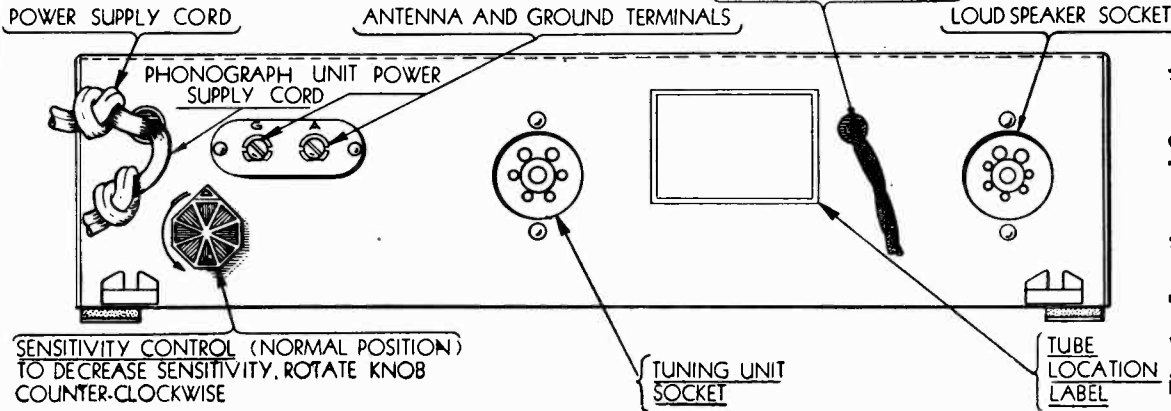 POWER SUPPLY CORD
ANTENNA AND GROUND TERMINALS
LOUD SPEAKER SOCKET
PHONOGRAPH UNIT POWER
SUPPLY CORD
G A
SENSITIVITY CONTROL (NORMAL POSITION)
TO DECREASE SENSITIVITY, ROTATE KNOB
COUNTER-CLOCKWISE
TUNING UNIT
SOCKET
TUBE
LOCATION
LABEL